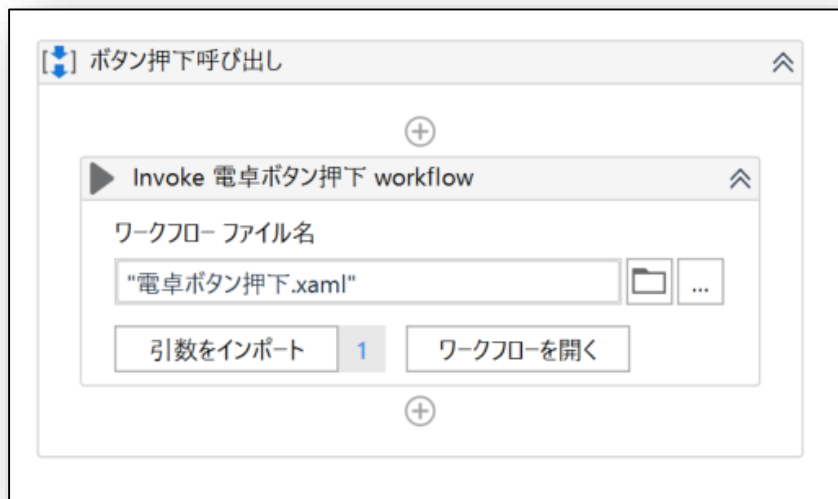 ボタン押下呼び出し
Invoke 電卓ボタン押下 workflow
ワークフロー ファイル名
"電卓ボタン押下.xaml"
...
引数をインポート 1 ワークフローを開く